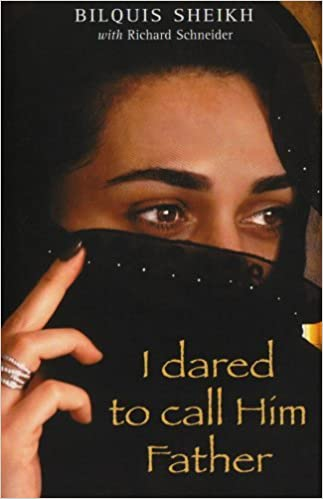 BILQUIS SHEIKH
with Richard Schneider
I dared
to call Him
Father